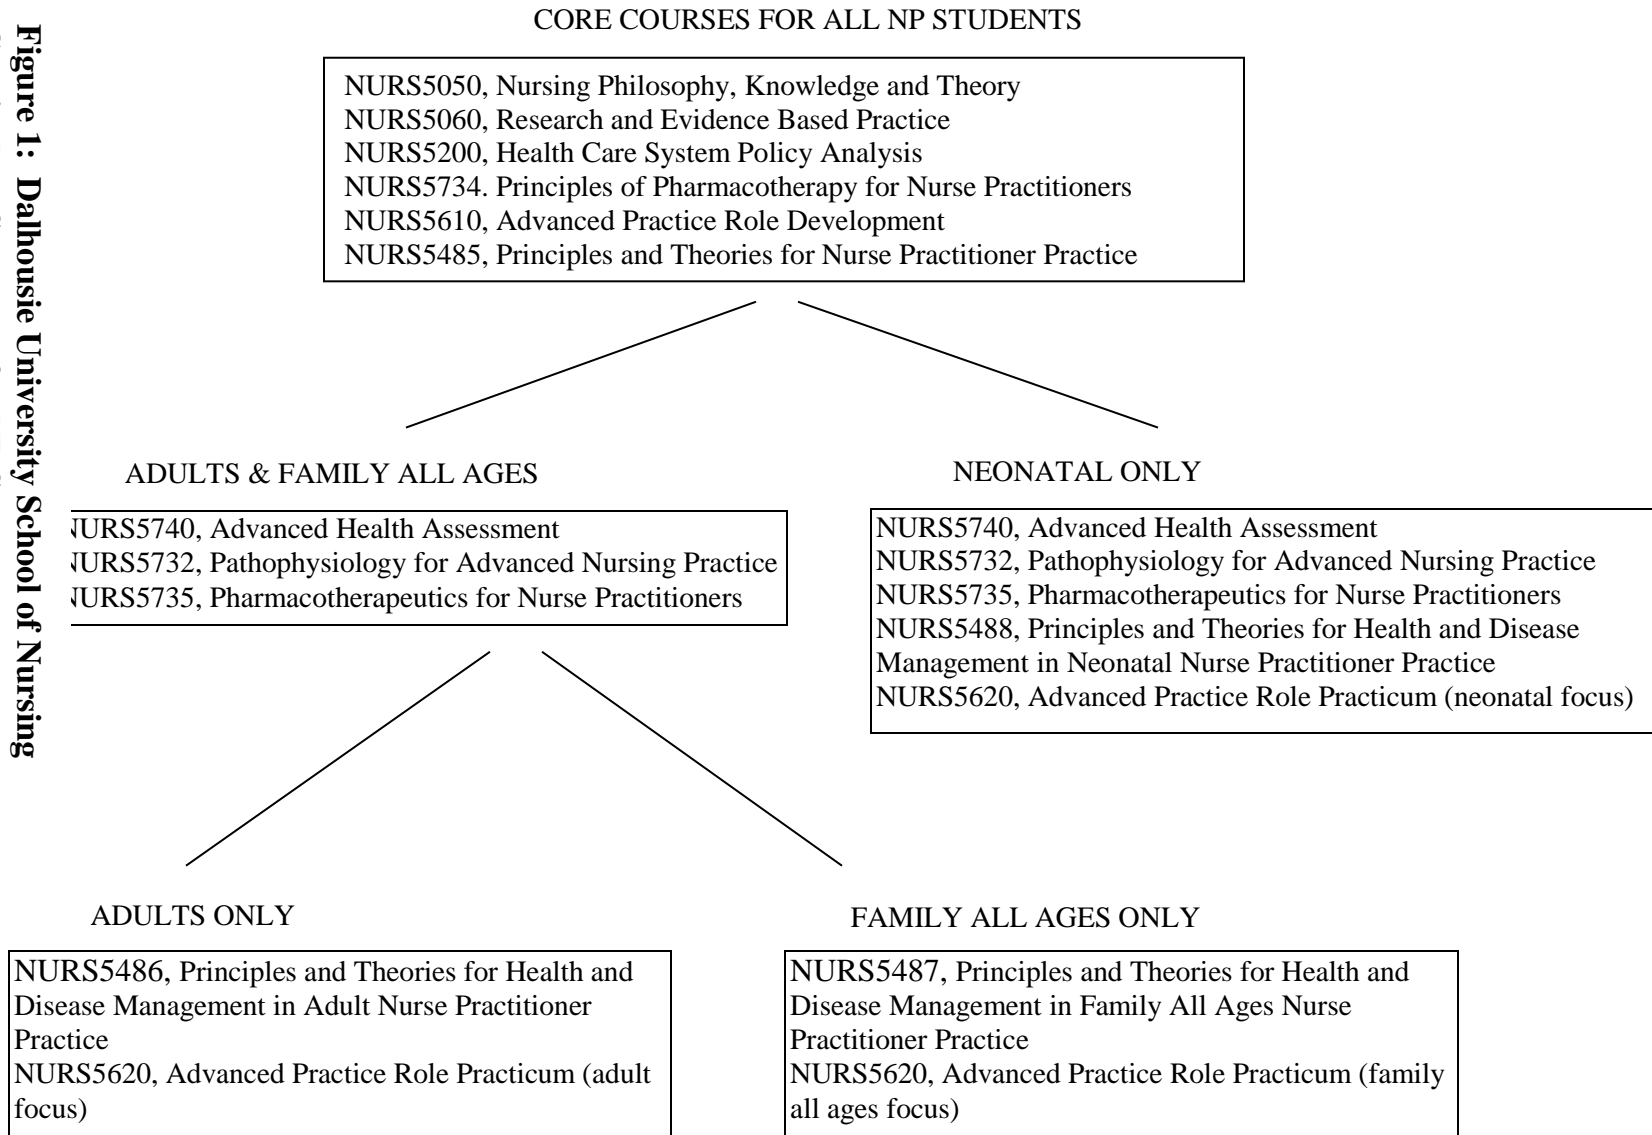 Figure 1: Dalhousie University School of Nursing
CORE COURSES FOR ALL NP STUDENTS
NURS5050, Nursing Philosophy, Knowledge and Theory
NURS5060, Research and Evidence Based Practice
NURS5200, Health Care System Policy Analysis
NURS5734. Principles of Pharmacotherapy for Nurse Practitioners
NURS5610, Advanced Practice Role Development
NURS5485, Principles and Theories for Nurse Practitioner Practice
ADULTS & FAMILY ALL AGES
NURS5740, Advanced Health Assessment
NURS5732, Pathophysiology for Advanced Nursing Practice
NURS5735, Pharmacotherapeutics for Nurse Practitioners
NEONATAL ONLY
NURS5740, Advanced Health Assessment
NURS5732, Pathophysiology for Advanced Nursing Practice
NURS5735, Pharmacotherapeutics for Nurse Practitioners
NURS5488, Principles and Theories for Health and Disease
Management in Neonatal Nurse Practitioner Practice
NURS5620, Advanced Practice Role Practicum (neonatal focus)
ADULTS ONLY
NURS5486, Principles and Theories for Health and
Disease Management in Adult Nurse Practitioner
Practice
NURS5620, Advanced Practice Role Practicum (adult
focus)
FAMILY ALL AGES ONLY
NURS5487, Principles and Theories for Health and
Disease Management in Family All Ages Nurse
Practitioner Practice
NURS5620, Advanced Practice Role Practicum (family
all ages focus)